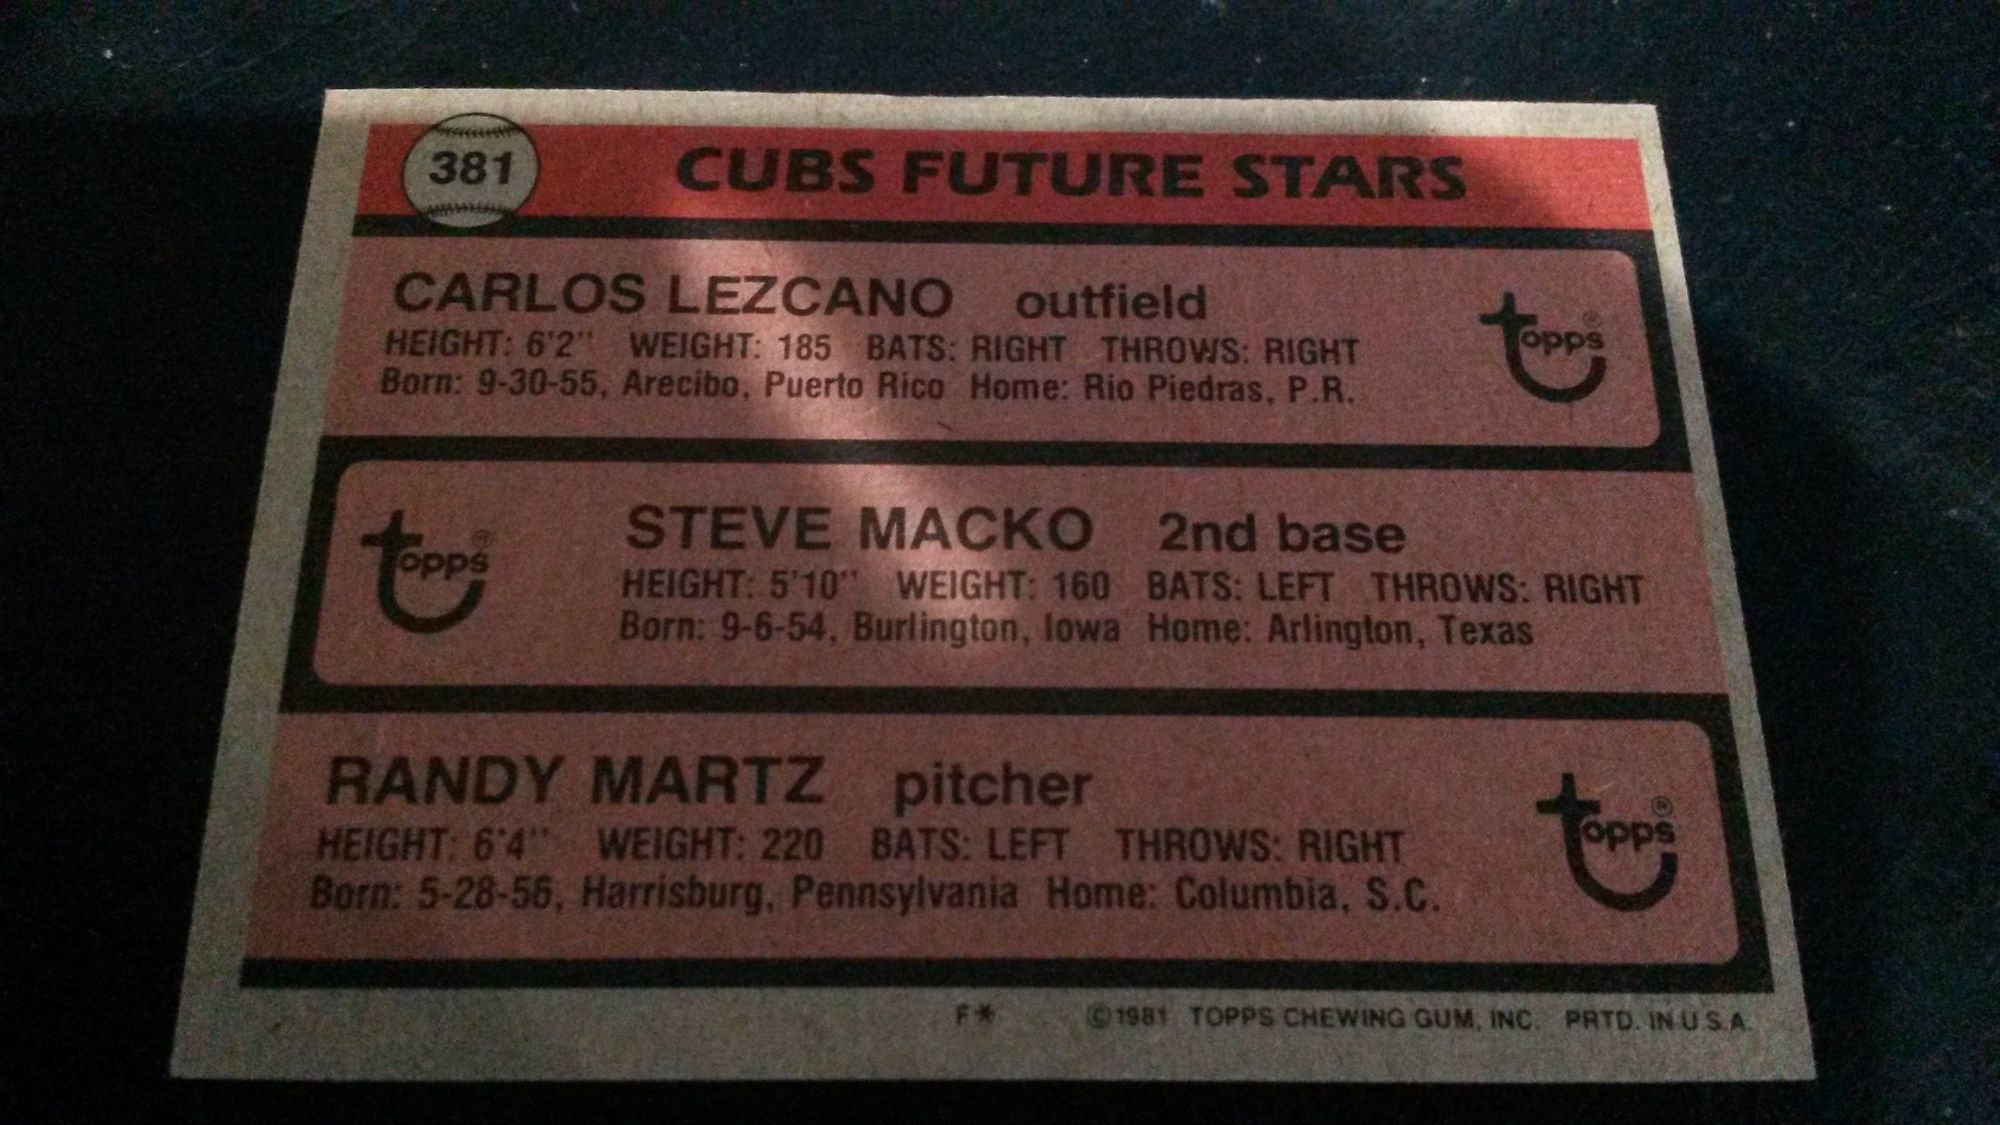 381
CUBS FUTURE STARS
CARLOS LEZCANO outfield
HEIGHT: 6'2" WEIGHT: 185 BATS: RIGHT THROWS: RIGHT
Born: 9-30-55, Arecibo, Puerto Rico Home: Rio Piedras, P.R.
topps®
topps®
STEVE MACKO 2nd base
HEIGHT: 5'10" WEIGHT: 160 BATS: LEFT THROWS: RIGHT
Born: 9-6-54, Burlington, Iowa Home: Arlington, Texas
RANDY MARTZ pitcher
HEIGHT: 6'4" WEIGHT: 220 BATS: LEFT THROWS: RIGHT
Born: 5-28-56, Harrisburg, Pennsylvania Home: Columbia, S.C.
topps®
F* ©1981 TOPPS CHEWING GUM, INC. PRTD. IN U.S.A.